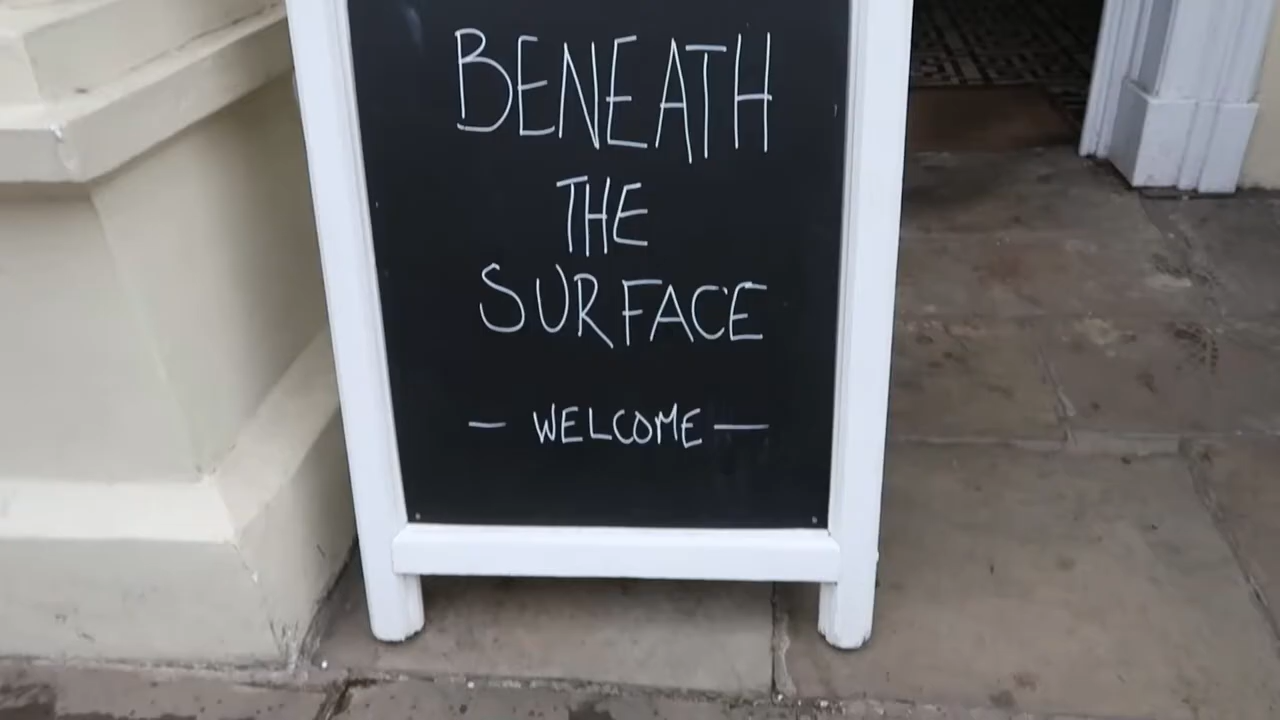 BENEATH
THE
SURFACE
— WELCOME —